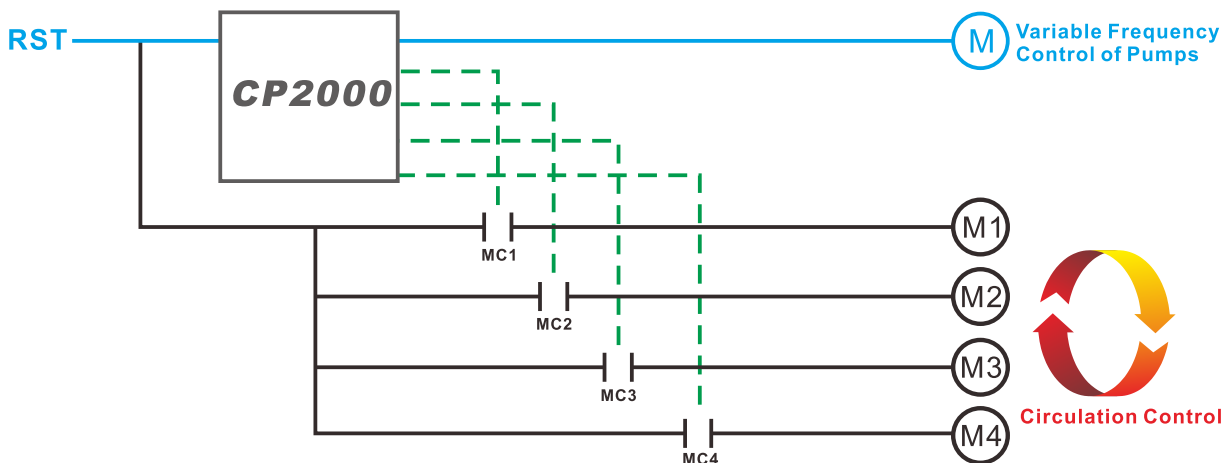 RST
CP2000
M
Variable Frequency
Control of Pumps
M1
MC1
M2
MC2
M3
MC3
Circulation Control
M4
MC4